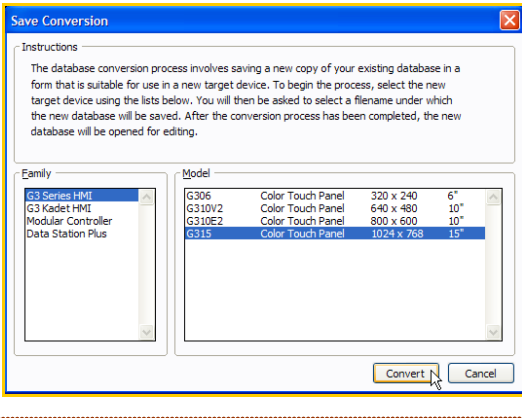 Save Conversion
Instructions
The database conversion process involves saving a new copy of your existing database in a
form that is suitable for use in a new target device. To begin the process, select the new
target device using the lists below. You will then be asked to select a filename under which
the new database will be saved. After the conversion process has been completed, the new
database will be opened for editing.
Family
G3 Series HMI
G3 Kadet HMI
Modular Controller
Data Station Plus
Model
G306 Color Touch Panel 320 x 240 6"
G310V2 Color Touch Panel 640 x 480 10"
G310E2 Color Touch Panel 800 x 600 10"
G315 Color Touch Panel 1024 x 768 15"
Convert Cancel